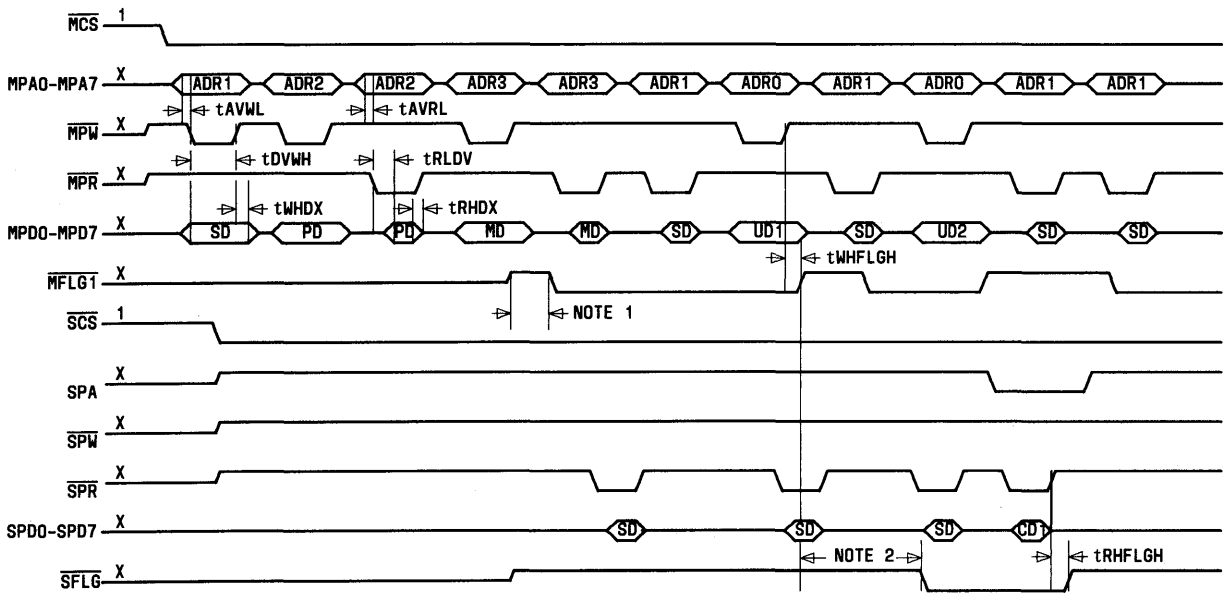 MCS 1
MPA0-MPA7 X ADR1 ADR2 ADR2 ADR3 ADR3 ADR1 ADR0 ADR1 ADR0 ADR1 ADR1
tAVWL tAVRL
MPW X
tDVWH tRLDV
MPR X
tWHDX tRHDX
MPD0-MPD7 X SD PD PD MD MD SD UD1 SD UD2 SD SD
tWHFLGH
MFLG1 X
NOTE 1
SCS 1
SPA X
SPW X
SPR X
SPD0-SPD7 X SD SD SD CD1
NOTE 2 tRHFLGH
SFLG X